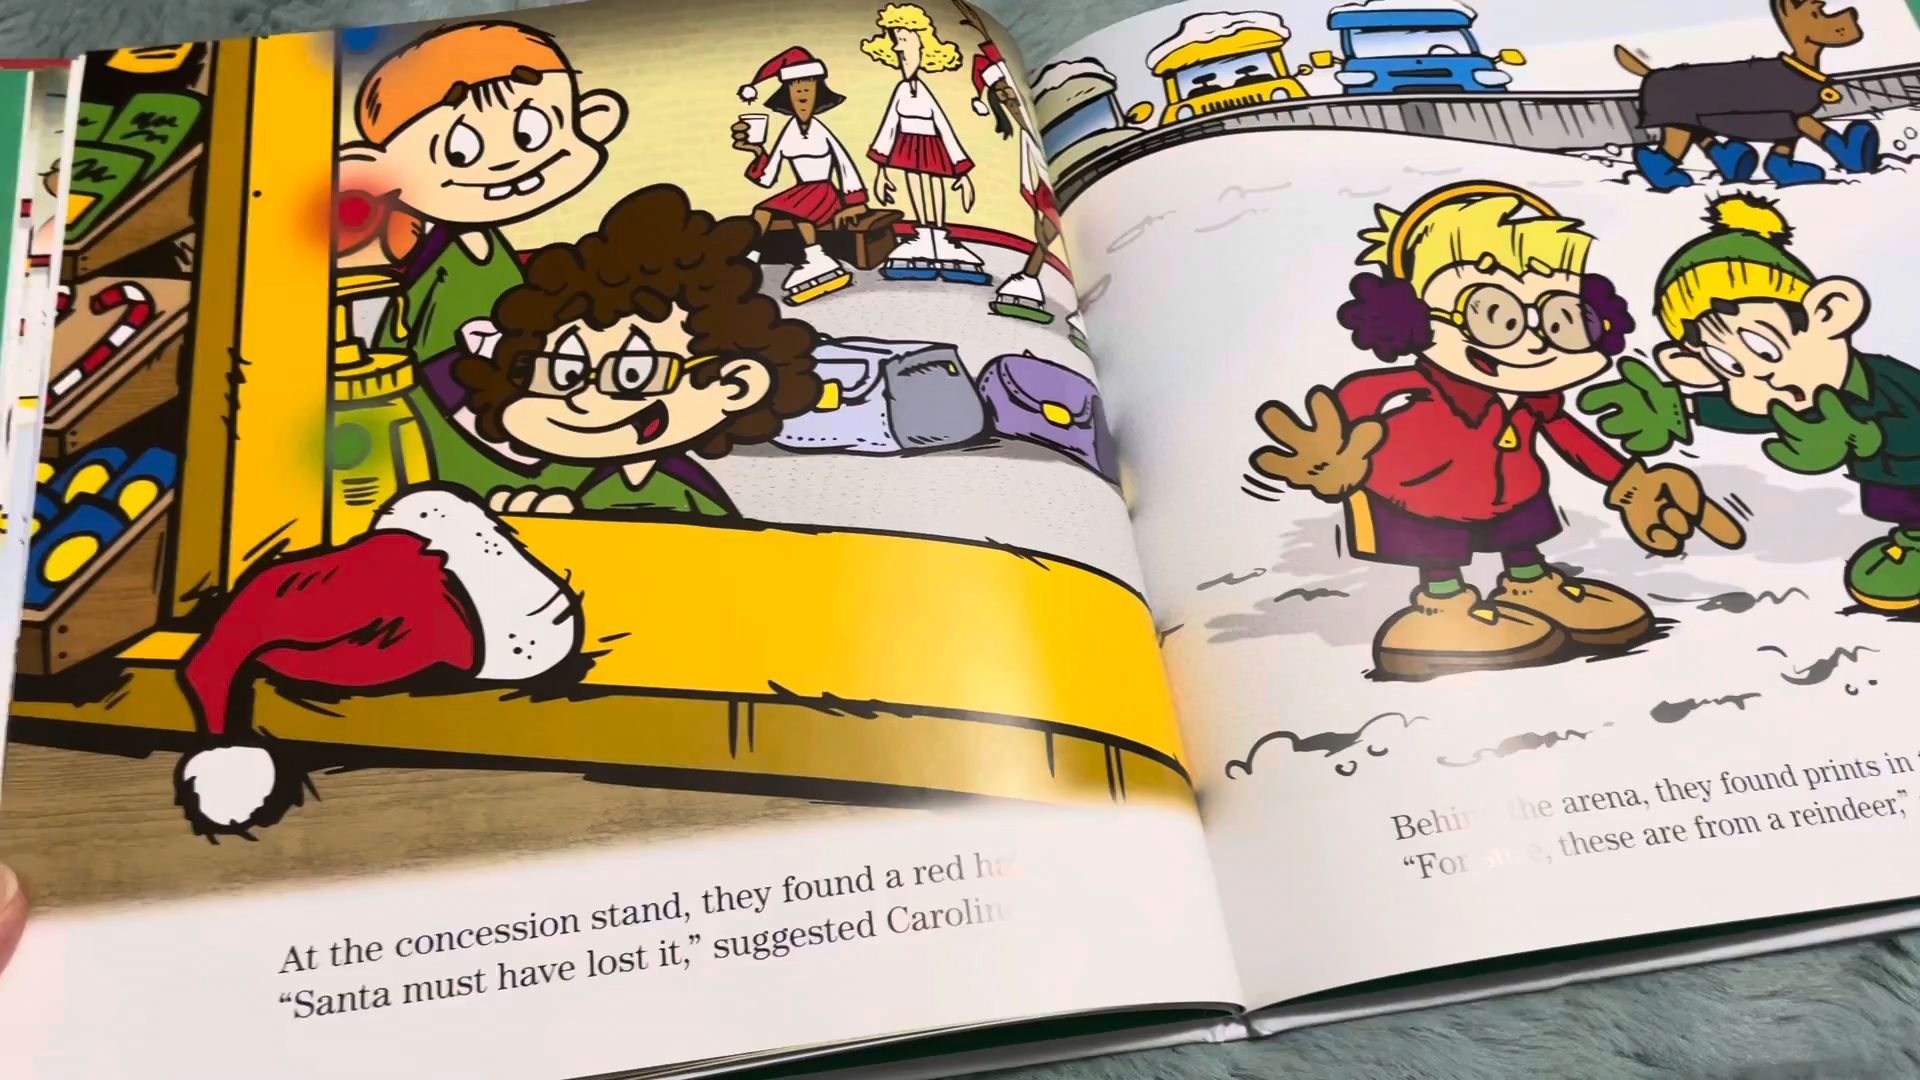 At the concession stand, they found a red
“Santa must have lost it,” suggested
the arena, they found prints in
these are from a reindeer,”